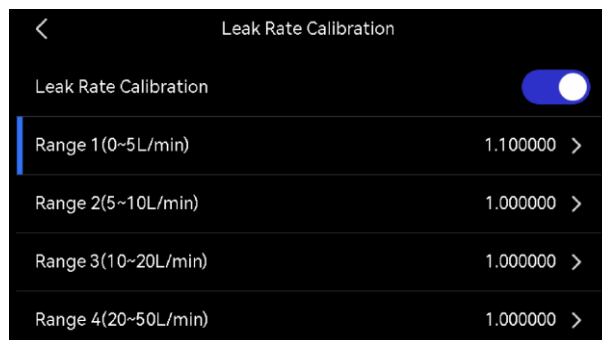 Leak Rate Calibration
Leak Rate Calibration
Range 1(0~5L/min) 1.100000
Range 2(5~10L/min) 1.000000
Range 3(10~20L/min) 1.000000
Range 4(20~50L/min) 1.000000